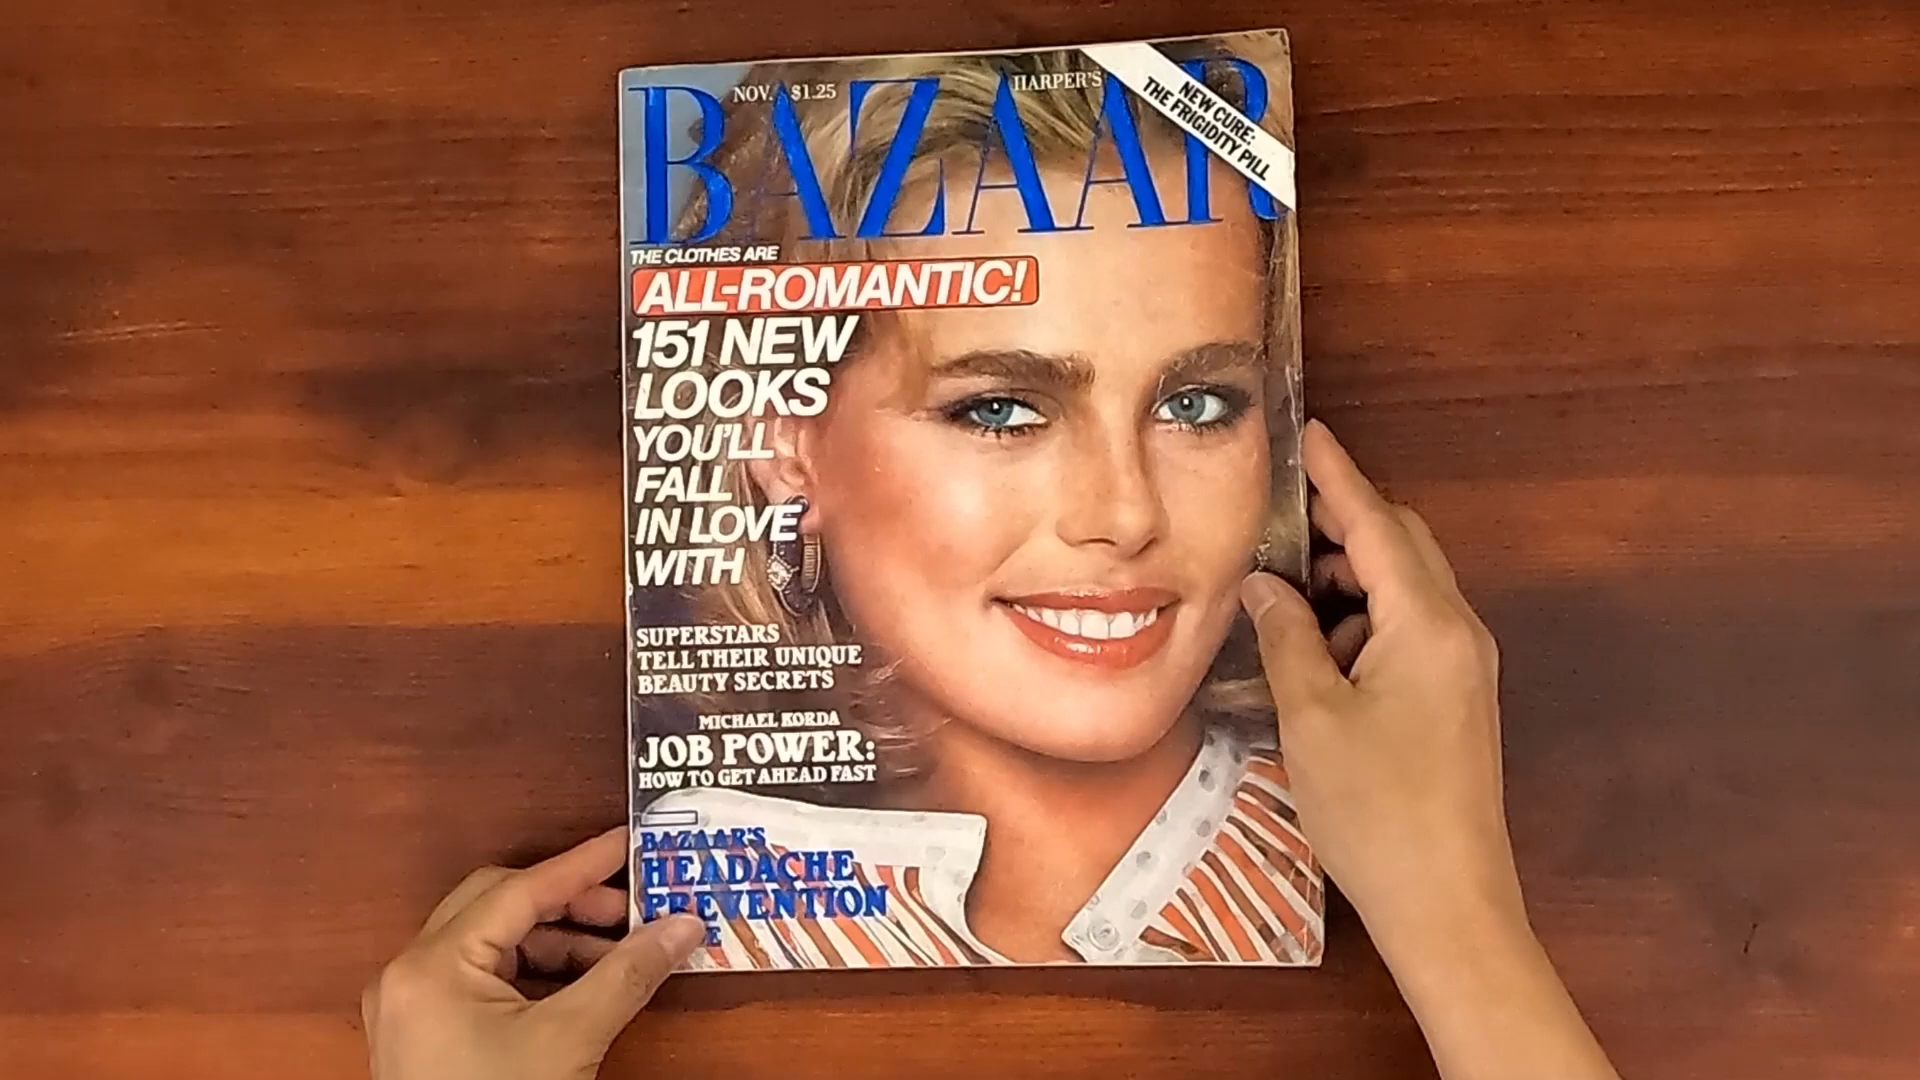 NOV. $1.25
HARPER'S
BAZAAR
NEW CURE:
THE FRIGIDITY PILL
THE CLOTHES ARE
ALL-ROMANTIC!
151 NEW
LOOKS
YOU'LL
FALL
IN LOVE
WITH
SUPERSTARS
TELL THEIR UNIQUE
BEAUTY SECRETS
MICHAEL KORDA
JOB POWER:
HOW TO GET AHEAD FAST
BAZAAR'S
HEADACHE
PREVENTION